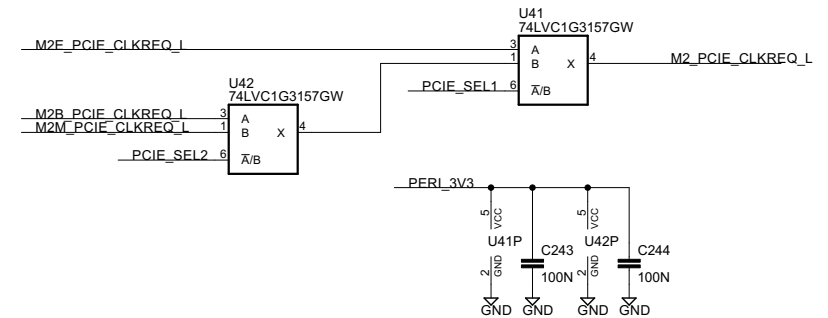 U41
74LVC1G3157GW
M2E_PCIE_CLKREQ_L
3 A
1 B X 4
M2_PCIE_CLKREQ_L
PCIE_SEL1 6 A/B
U42
74LVC1G3157GW
M2B_PCIE_CLKREQ_L 3 A
M2M_PCIE_CLKREQ_L 1 B X 4
PCIE_SEL2 6 A/B
PERI_3V3
5 VCC 5 VCC
U41P C243 U42P C244
2 GND 100N 2 GND 100N
GND GND GND GND